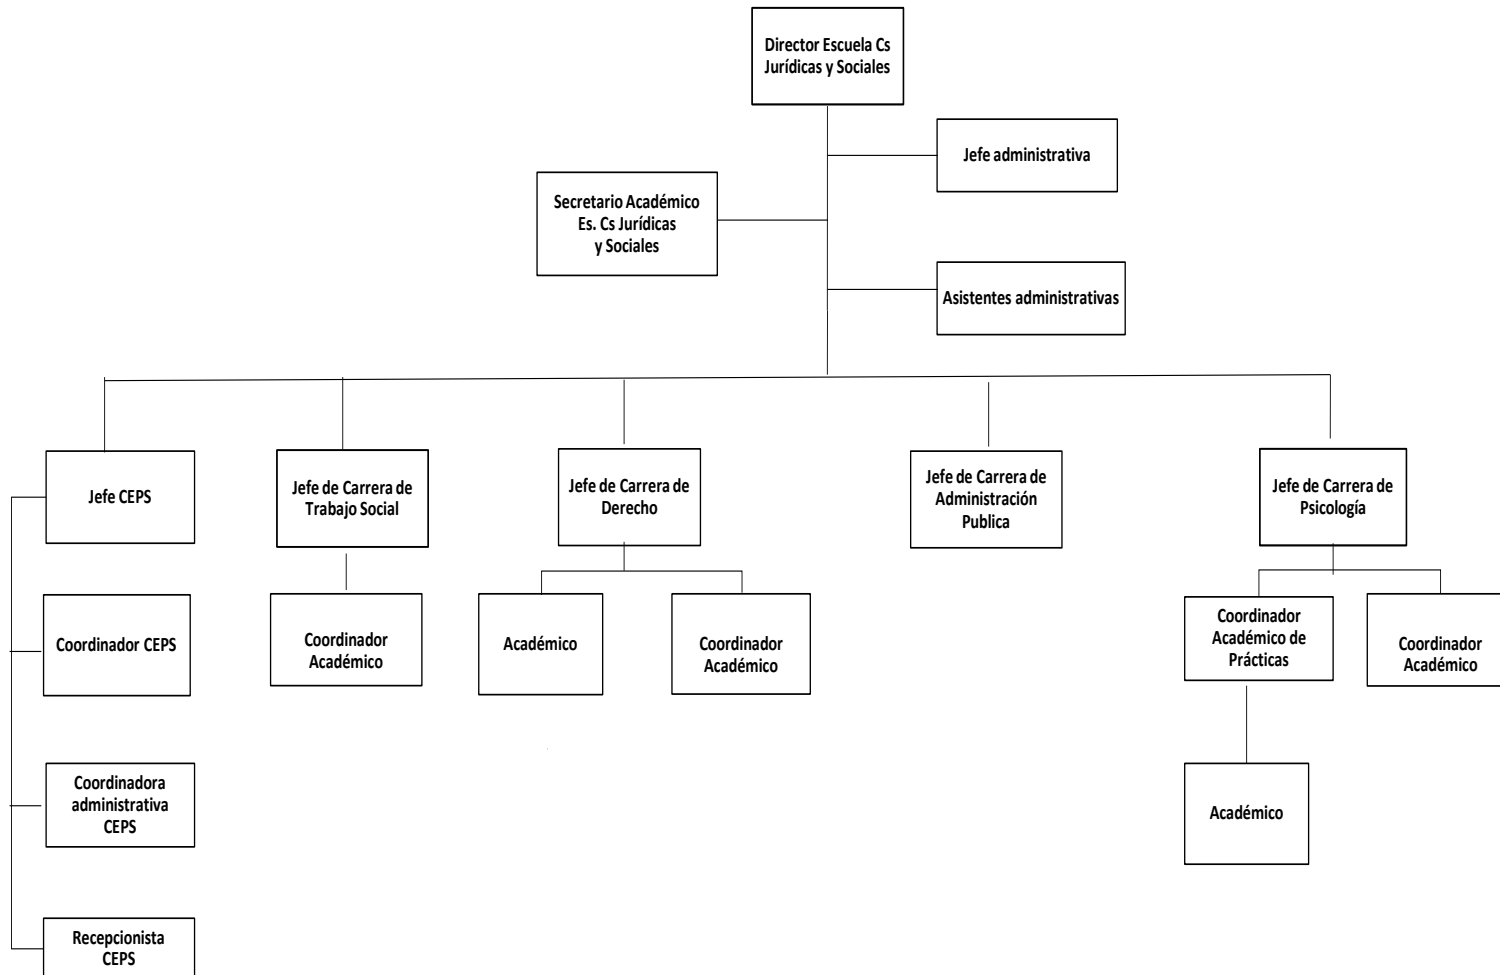 Director Escuela Cs
Jurídicas y Sociales
Jefe administrativa
Secretario Académico
Es. Cs Jurídicas
y Sociales
Asistentes administrativas
Jefe CEPS
Jefe de Carrera de
Trabajo Social
Jefe de Carrera de
Derecho
Jefe de Carrera de
Administración
Publica
Jefe de Carrera de
Psicología
Coordinador CEPS
Coordinador
Académico
Académico
Coordinador
Académico
Coordinador
Académico de
Prácticas
Coordinador
Académico
Coordinadora
administrativa
CEPS
Académico
Recepcionista
CEPS